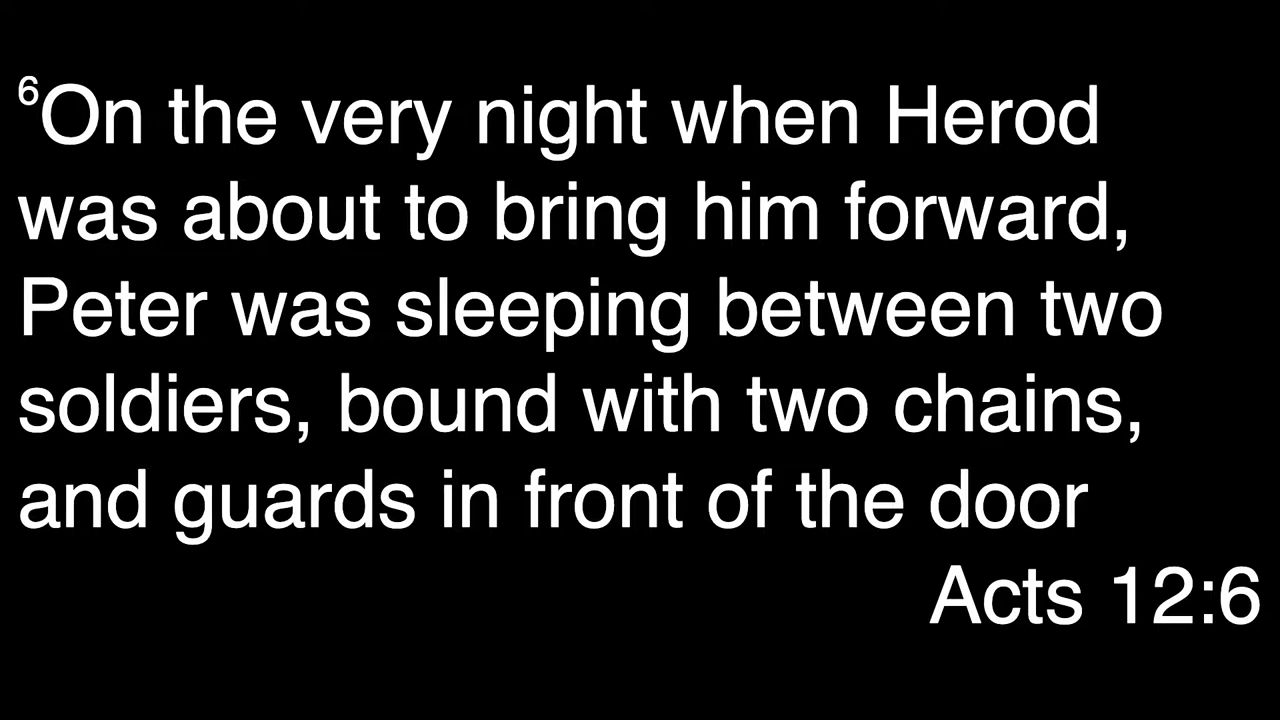 ⁶On the very night when Herod
was about to bring him forward,
Peter was sleeping between two
soldiers, bound with two chains,
and guards in front of the door
Acts 12:6